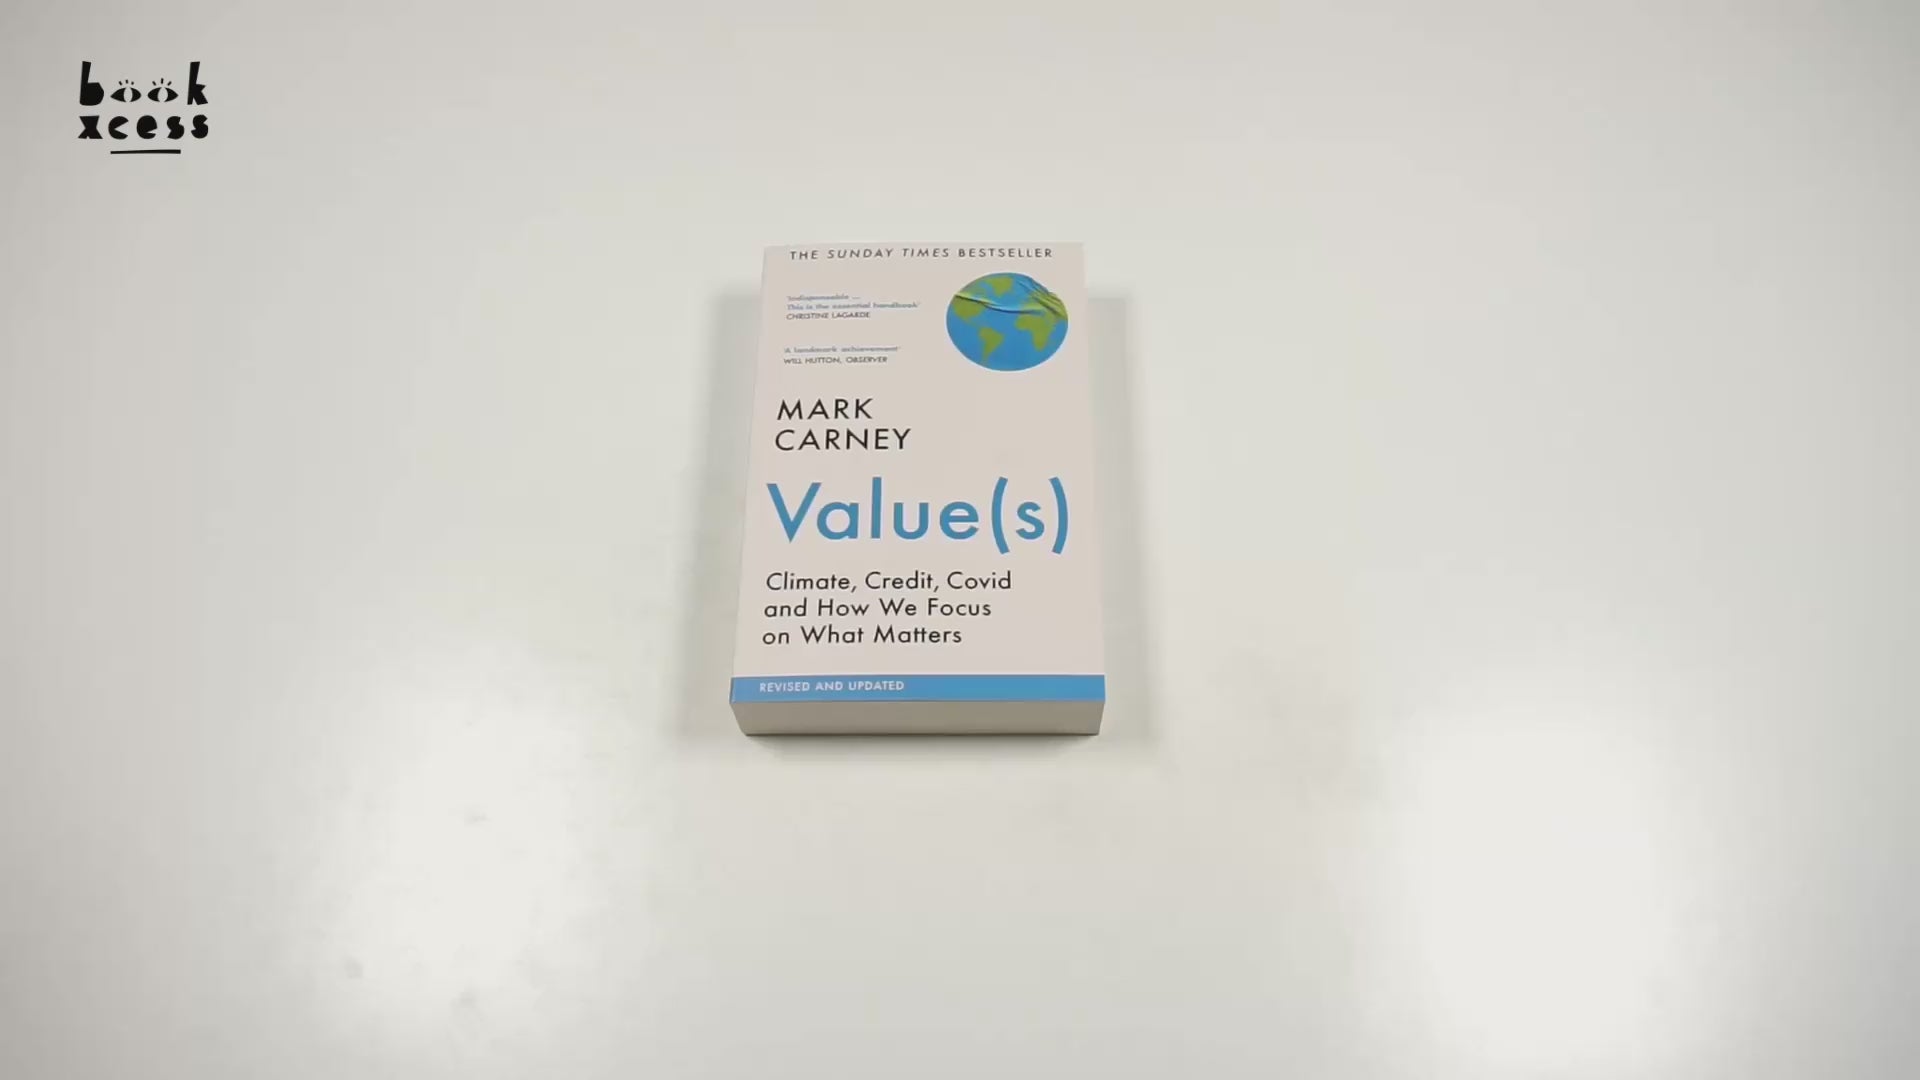 book
xcess
THE SUNDAY TIMES BESTSELLER
'Indispensable ...
This is the essential handbook'
CHRISTINE LAGARDE
'A landmark achievement'
WILL HUTTON, OBSERVER
MARK
CARNEY
Value(s)
Climate, Credit, Covid
and How We Focus
on What Matters
REVISED AND UPDATED